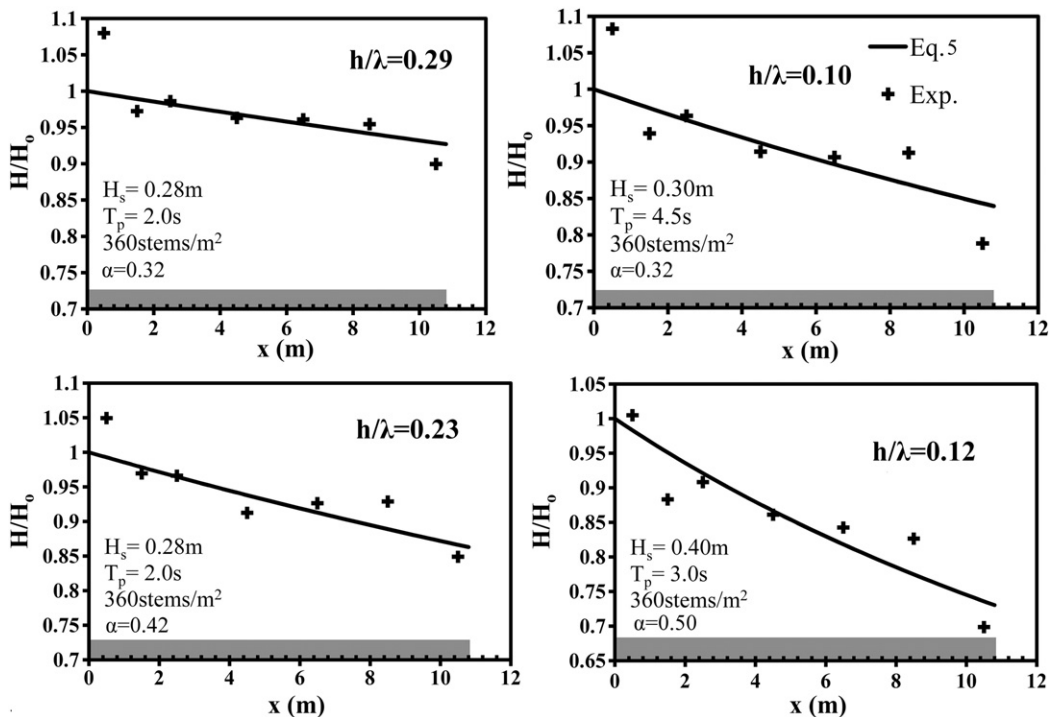 1.1
1.05
1
0.95
0.9
0.85
0.8
0.75
0.7
H/Ho
h/λ=0.29
Hs= 0.28m
Tp= 2.0s
360stems/m2
α=0.32
0 2 4 6 8 10 12
x (m)
1.1
1.05
1
0.95
0.9
0.85
0.8
0.75
0.7
H/Ho
Eq.5
Exp.
h/λ=0.10
Hs= 0.30m
Tp= 4.5s
360stems/m2
α=0.32
0 2 4 6 8 10 12
x (m)
1.1
1.05
1
0.95
0.9
0.85
0.8
0.75
0.7
H/Ho
h/λ=0.23
Hs= 0.28m
Tp= 2.0s
360stems/m2
α=0.42
0 2 4 6 8 10 12
x (m)
1
0.95
0.9
0.85
0.8
0.75
0.7
0.65
H/Ho
h/λ=0.12
Hs= 0.40m
Tp= 3.0s
360stems/m2
α=0.50
0 2 4 6 8 10 12
x (m)